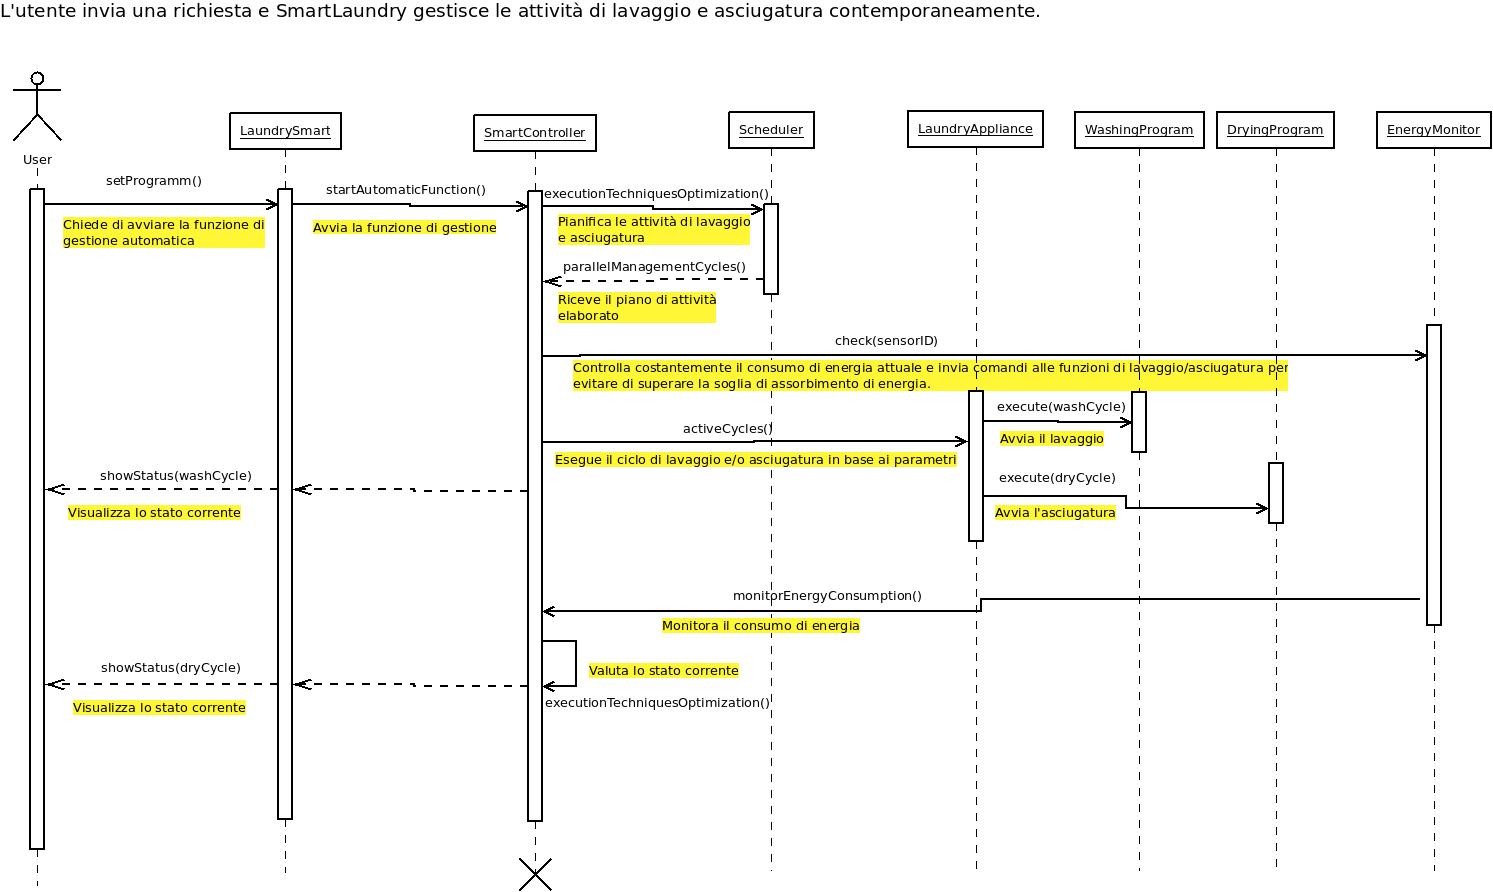 L'utente invia una richiesta e SmartLaundry gestisce le attività di lavaggio e asciugatura contemporaneamente.
User
LaundrySmart
SmartController
Scheduler
LaundryAppliance
WashingProgram
DryingProgram
EnergyMonitor
setProgramm()
Chiede di avviare la funzione di
gestione automatica
startAutomaticFunction()
Avvia la funzione di gestione
executionTechniquesOptimization()
Pianifica le attività di lavaggio
e asciugatura
parallelManagementCycles()
Riceve il piano di attività
elaborato
check(sensorID)
Controlla costantemente il consumo di energia attuale e invia comandi alle funzioni di lavaggio/asciugatura per
evitare di superare la soglia di assorbimento di energia.
execute(washCycle)
Avvia il lavaggio
activeCycles()
Esegue il ciclo di lavaggio e/o asciugatura in base ai parametri
showStatus(washCycle)
Visualizza lo stato corrente
execute(dryCycle)
Avvia l'asciugatura
monitorEnergyConsumption()
Monitora il consumo di energia
Valuta lo stato corrente
executionTechniquesOptimization()
showStatus(dryCycle)
Visualizza lo stato corrente